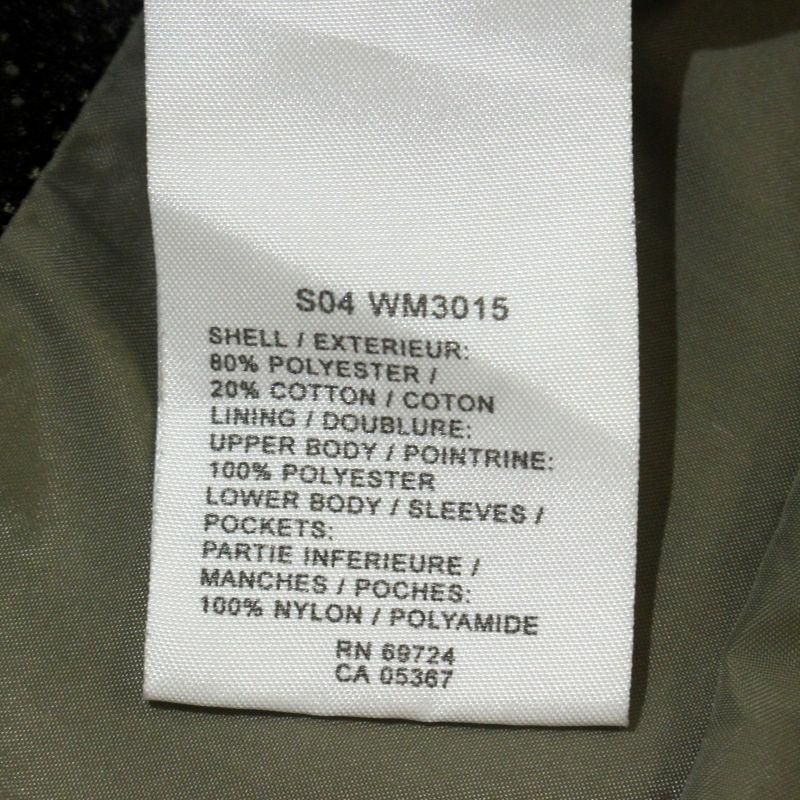 S04 WM3015
SHELL / EXTERIEUR:
80% POLYESTER /
20% COTTON / COTON
LINING / DOUBLURE:
UPPER BODY / POINTRINE:
100% POLYESTER
LOWER BODY / SLEEVES /
POCKETS:
PARTIE INFERIEURE /
MANCHES / POCHES:
100% NYLON / POLYAMIDE
RN 69724
CA 05367